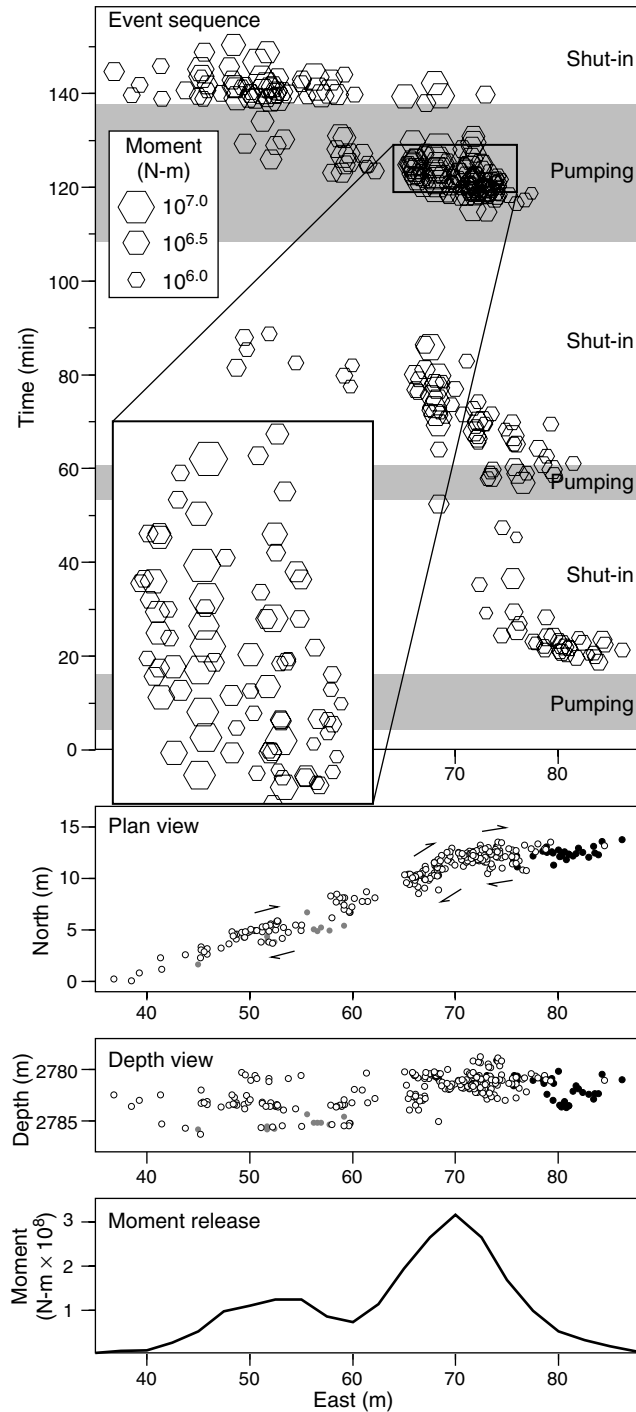 Event sequence
Shut-in
140
Moment
(N-m)
10^7.0
10^6.5
10^6.0
120
Pumping
100
Time (min)
Shut-in
80
60
Pumping
40
Shut-in
20
Pumping
0
70 80
Plan view
15
10
5
0
North (m)
40 50 60 70 80
Depth view
2780
2785
Depth (m)
40 50 60 70 80
Moment release
3
2
1
Moment
(N-m × 10^8)
40 50 60 70 80
East (m)